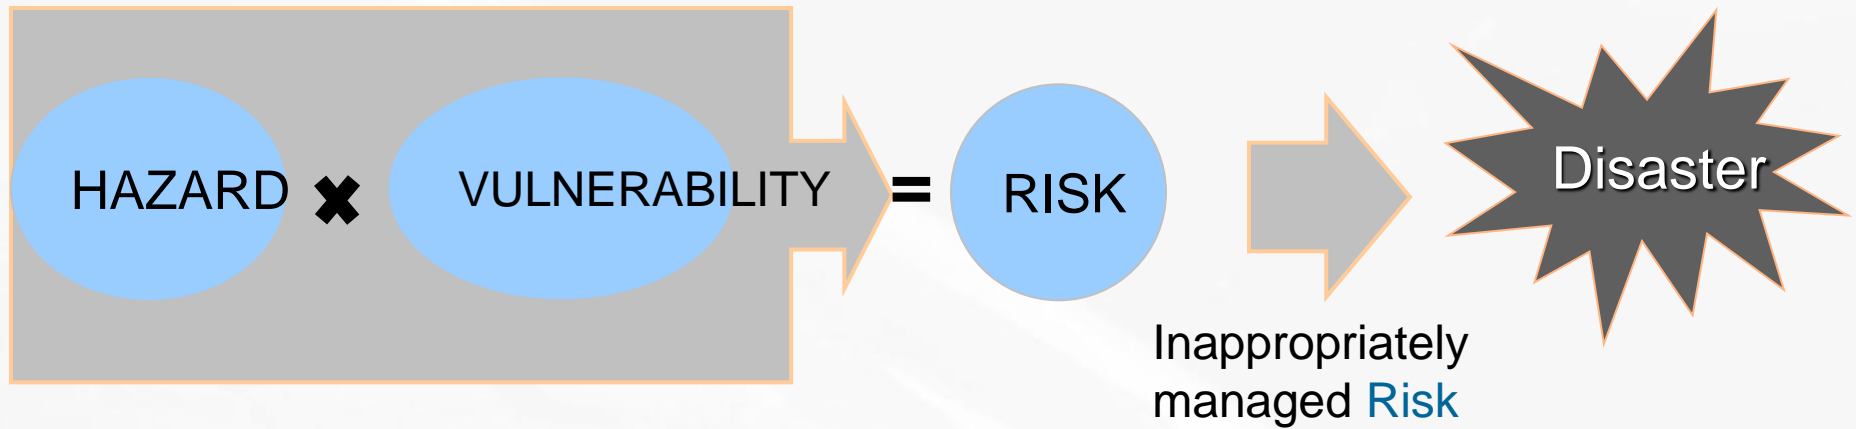 HAZARD ✖ VULNERABILITY = RISK
Disaster
Inappropriately
managed Risk